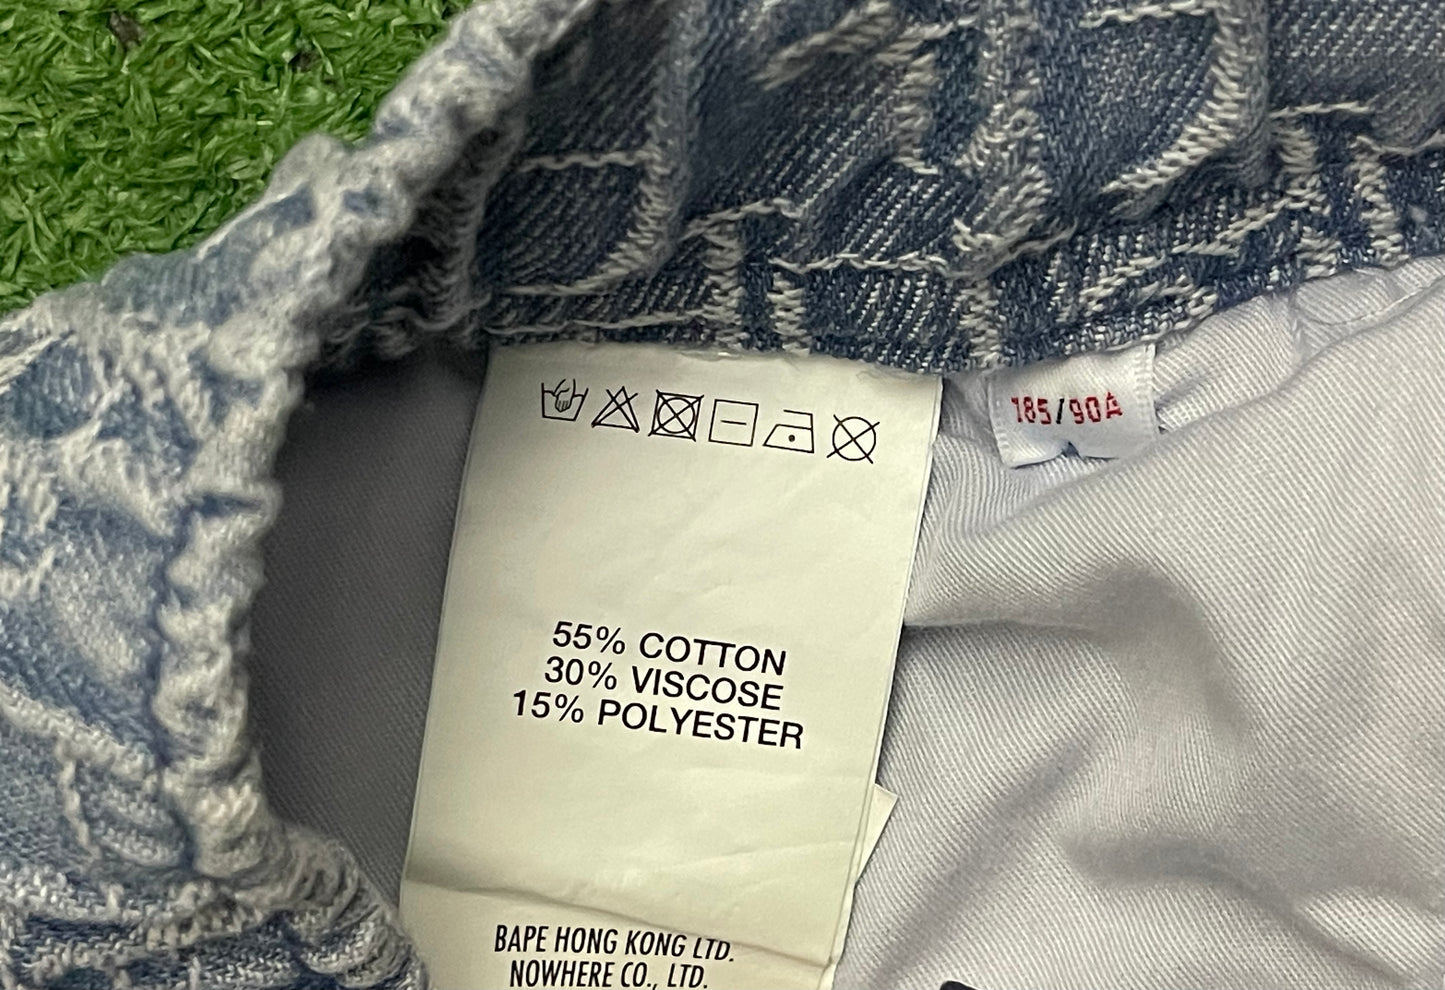 185/90A
55% COTTON
30% VISCOSE
15% POLYESTER
BAPE HONG KONG LTD.
NOWHERE CO., LTD.